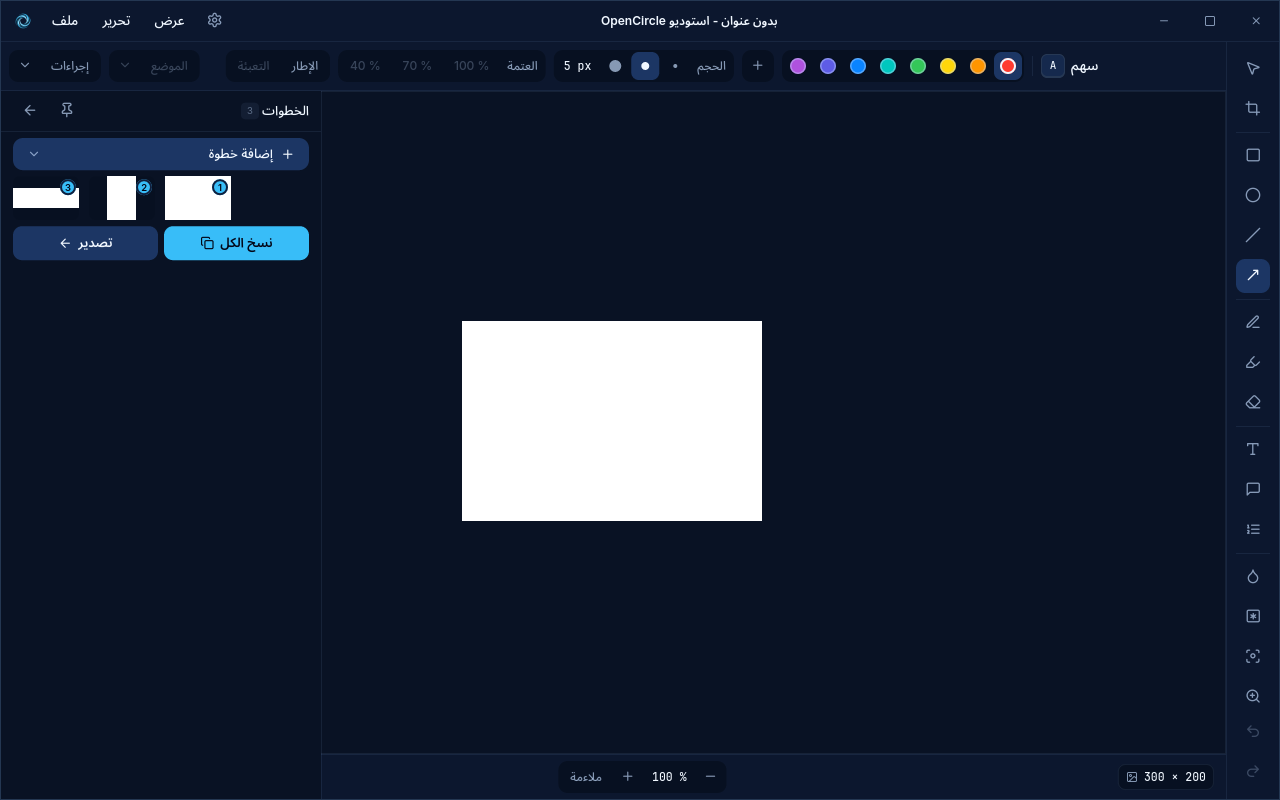 ملف تحرير عرض
بدون عنوان - استوديو OpenCircle
سهم A
الحجم 5 px
العتمة 100 % 70 % 40 %
الإطار التعبئة
الموضع
إجراءات
الخطوات 3
إضافة خطوة
1 2 3
نسخ الكل
تصدير
300 × 200
100 %
ملاءمة